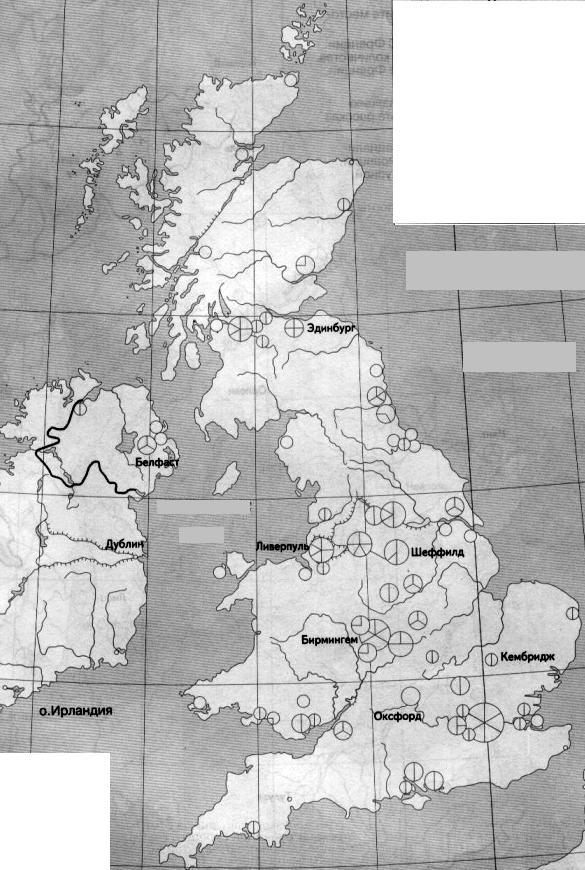 Эдинбург
Белфаст
Дублин
Ливерпуль
Шеффилд
Бирмингем
Кембридж
о.Ирландия
Оксфорд